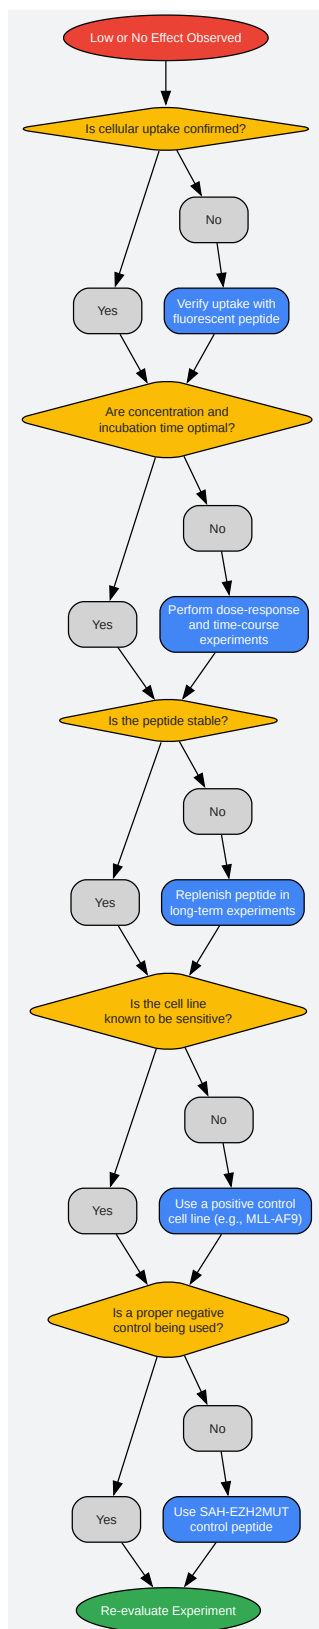 Low or No Effect Observed
Is cellular uptake confirmed?
No
Yes
Verify uptake with
fluorescent peptide
Are concentration and
incubation time optimal?
No
Yes
Perform dose-response
and time-course
experiments
Is the peptide stable?
No
Yes
Replenish peptide in
long-term experiments
Is the cell line
known to be sensitive?
No
Yes
Use a positive control
cell line (e.g., MLL-AF9)
Is a proper negative
control being used?
No
Yes
Use SAH-EZH2MUT
control peptide
Re-evaluate Experiment